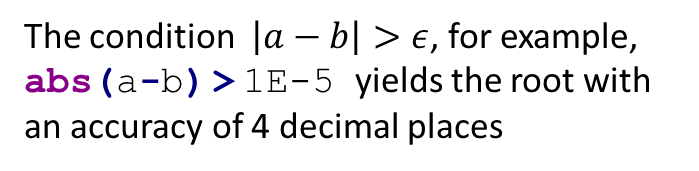 The condition |a − b| > ϵ, for example,
abs(a-b) > 1E-5 yields the root with
an accuracy of 4 decimal places